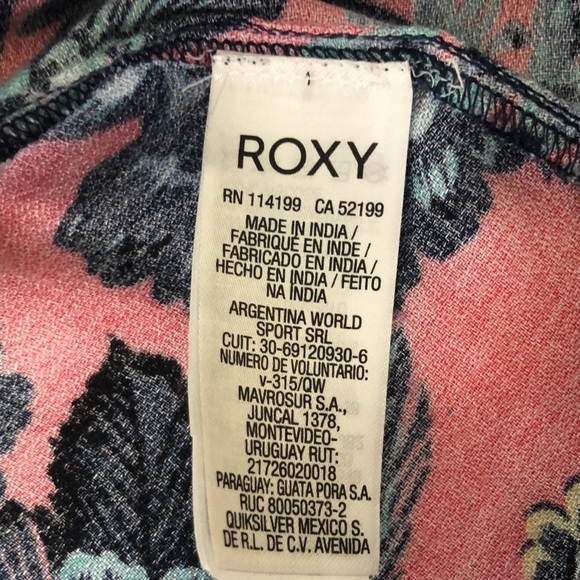 ROXY
RN 114199 CA 52199
MADE IN INDIA /
FABRIQUÉ EN INDE /
FABRICADO EN INDIA /
HECHO EN INDIA / FEITO
NA INDIA
ARGENTINA WORLD
SPORT SRL
CUIT: 30-69120930-6
NUMERO DE VOLUNTARIO:
v-315/QW
MAVROSUR S.A.,
JUNCAL 1378,
MONTEVIDEO-
URUGUAY RUT:
21726020018
PARAGUAY: GUATA PORA S.A.
RUC 80050373-2
QUIKSILVER MEXICO S.
DE R.L. DE C.V. AVENIDA